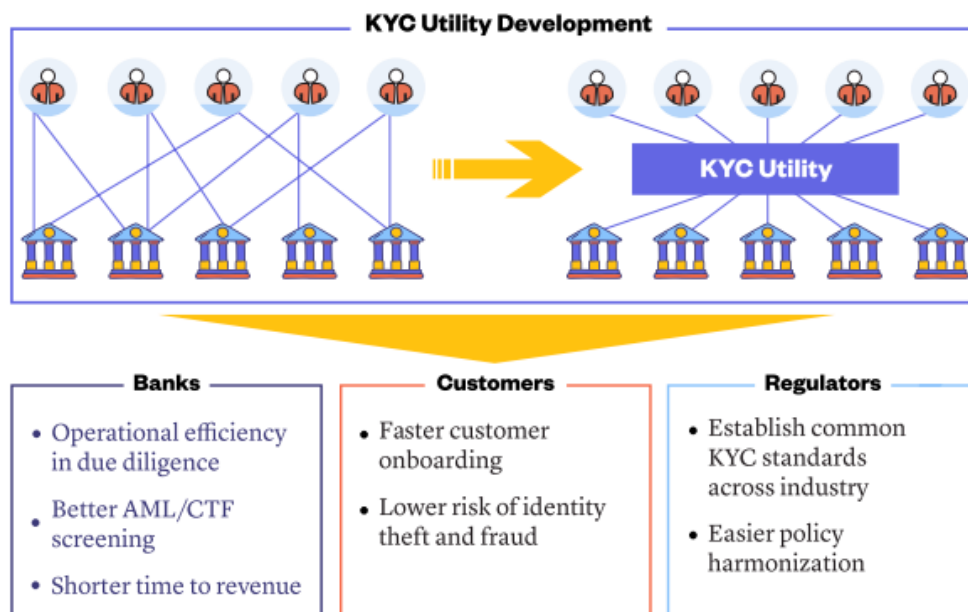 KYC Utility Development
KYC Utility
Banks
• Operational efficiency
in due diligence
• Better AML/CTF
screening
• Shorter time to revenue
Customers
• Faster customer
onboarding
• Lower risk of identity
theft and fraud
Regulators
• Establish common
KYC standards
across industry
• Easier policy
harmonization